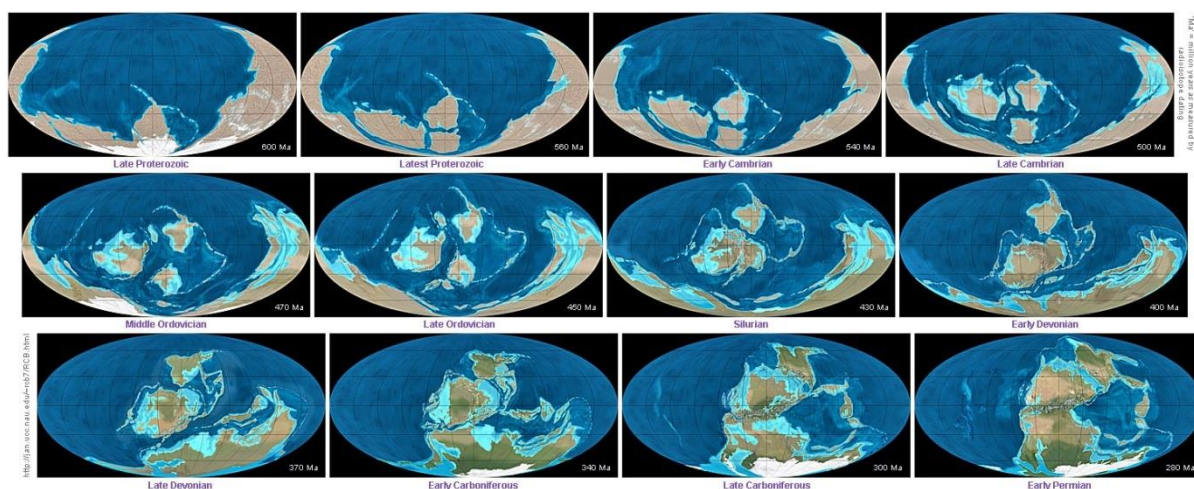 600 Ma
Late Proterozoic
560 Ma
Latest Proterozoic
540 Ma
Early Cambrian
500 Ma
Late Cambrian
"Ma" = million years as measured by
radioisotope dating
470 Ma
Middle Ordovician
450 Ma
Late Ordovician
430 Ma
Silurian
400 Ma
Early Devonian
http://jan.ucc.nau.edu/~rcb7/RCB.html
370 Ma
Late Devonian
340 Ma
Early Carboniferous
300 Ma
Late Carboniferous
280 Ma
Early Permian